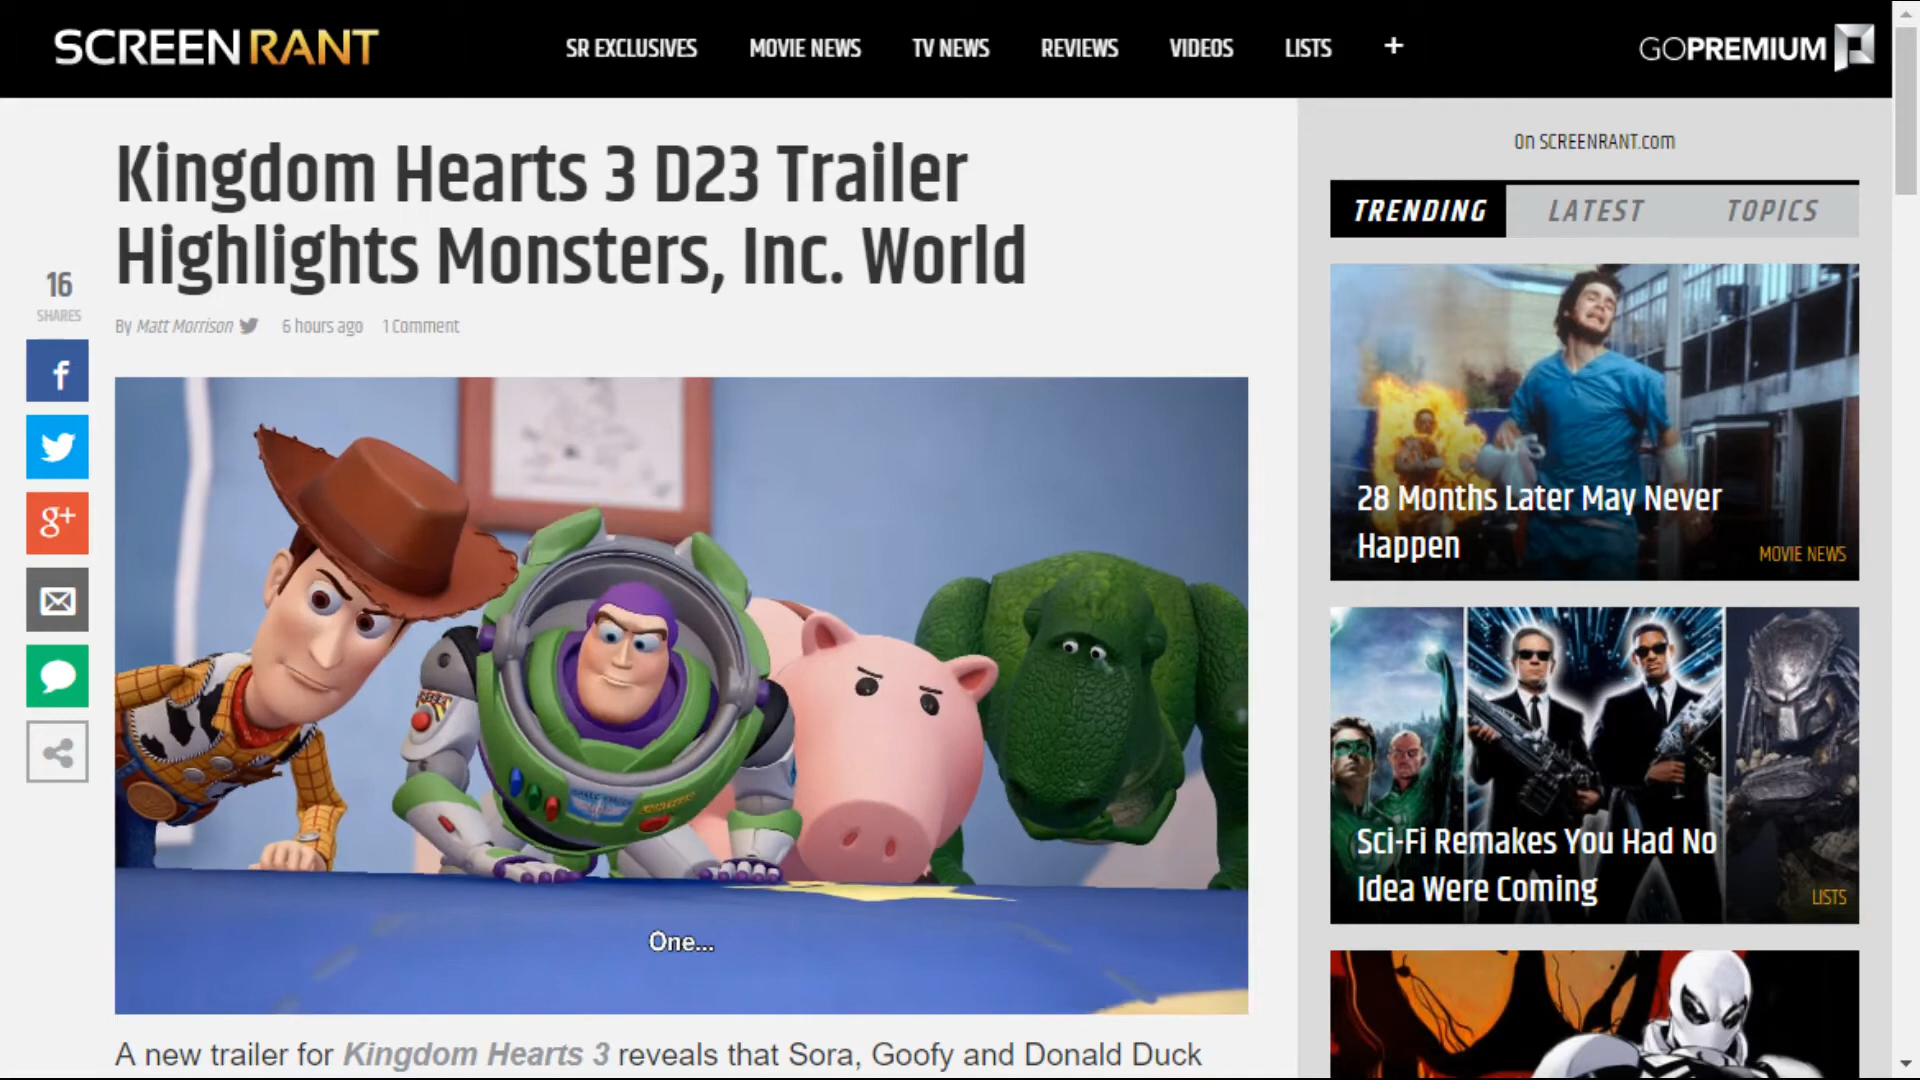 SCREENRANT
SR EXCLUSIVES MOVIE NEWS TV NEWS REVIEWS VIDEOS LISTS +
GOPREMIUM
Kingdom Hearts 3 D23 Trailer
Highlights Monsters, Inc. World
16
SHARES
By Matt Morrison 6 hours ago 1 Comment
f
g+
One...
A new trailer for Kingdom Hearts 3 reveals that Sora, Goofy and Donald Duck
On SCREENRANT.com
TRENDING LATEST TOPICS
28 Months Later May Never
Happen
MOVIE NEWS
Sci-Fi Remakes You Had No
Idea Were Coming
LISTS